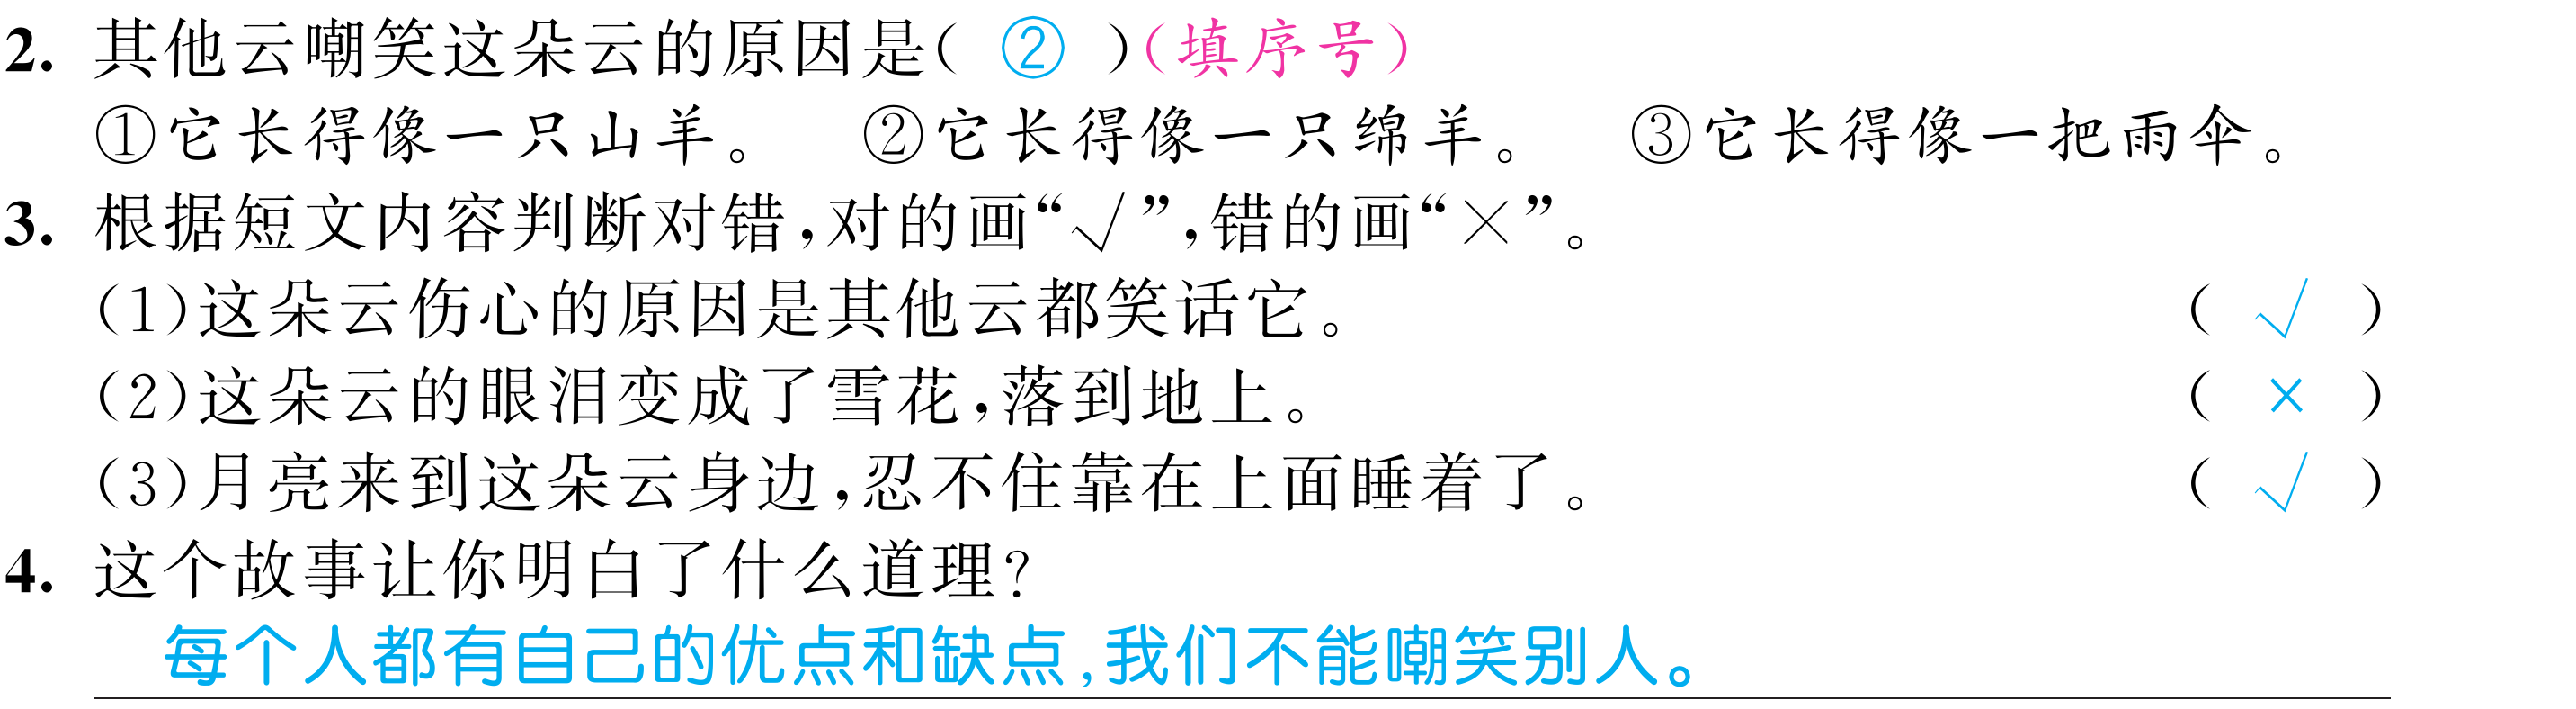 2. 其他云嘲笑这朵云的原因是( ② )(填序号)
①它长得像一只山羊。 ②它长得像一只绵羊。 ③它长得像一把雨伞。
3. 根据短文内容判断对错,对的画“√”,错的画“×”。
(1)这朵云伤心的原因是其他云都笑话它。 ( √ )
(2)这朵云的眼泪变成了雪花,落到地上。 ( × )
(3)月亮来到这朵云身边,忍不住靠在上面睡着了。 ( √ )
4. 这个故事让你明白了什么道理?
每个人都有自己的优点和缺点,我们不能嘲笑别人。